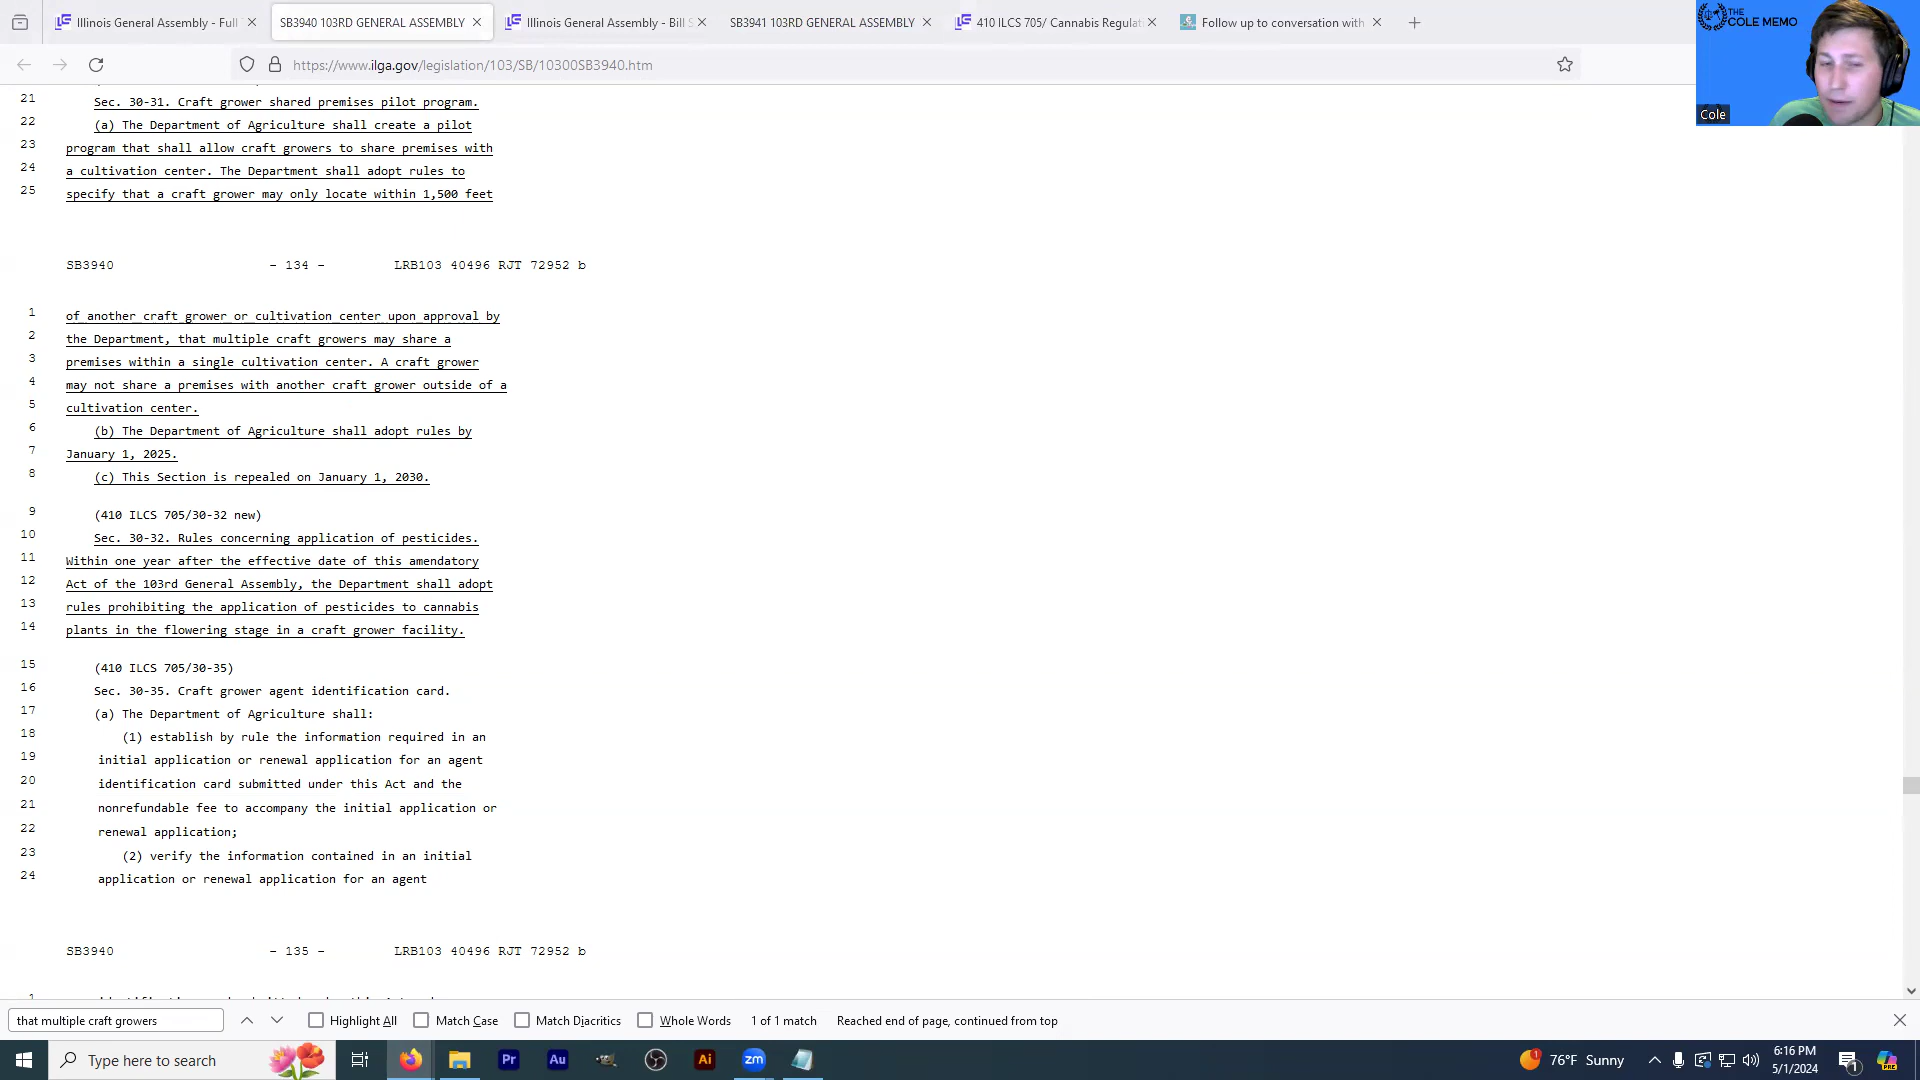 Illinois General Assembly - Full
SB3940 103RD GENERAL ASSEMBLY
Illinois General Assembly - Bill S
SB3941 103RD GENERAL ASSEMBLY
410 ILCS 705/ Cannabis Regulati
Follow up to conversation with
https://www.ilga.gov/legislation/103/SB/10300SB3940.htm
THE
COLE MEMO
Cole
21 Sec. 30-31. Craft grower shared premises pilot program.
22 (a) The Department of Agriculture shall create a pilot
23 program that shall allow craft growers to share premises with
24 a cultivation center. The Department shall adopt rules to
25 specify that a craft grower may only locate within 1,500 feet
SB3940 - 134 - LRB103 40496 RJT 72952 b
1 of another craft grower or cultivation center upon approval by
2 the Department, that multiple craft growers may share a
3 premises within a single cultivation center. A craft grower
4 may not share a premises with another craft grower outside of a
5 cultivation center.
6 (b) The Department of Agriculture shall adopt rules by
7 January 1, 2025.
8 (c) This Section is repealed on January 1, 2030.
9 (410 ILCS 705/30-32 new)
10 Sec. 30-32. Rules concerning application of pesticides.
11 Within one year after the effective date of this amendatory
12 Act of the 103rd General Assembly, the Department shall adopt
13 rules prohibiting the application of pesticides to cannabis
14 plants in the flowering stage in a craft grower facility.
15 (410 ILCS 705/30-35)
16 Sec. 30-35. Craft grower agent identification card.
17 (a) The Department of Agriculture shall:
18 (1) establish by rule the information required in an
19 initial application or renewal application for an agent
20 identification card submitted under this Act and the
21 nonrefundable fee to accompany the initial application or
22 renewal application;
23 (2) verify the information contained in an initial
24 application or renewal application for an agent
SB3940 - 135 - LRB103 40496 RJT 72952 b
1
that multiple craft growers
Highlight All
Match Case
Match Diacritics
Whole Words
1 of 1 match
Reached end of page, continued from top
Type here to search
Pr
Au
Ai
zm
1
76°F Sunny
6:16 PM
5/1/2024
1
PRE